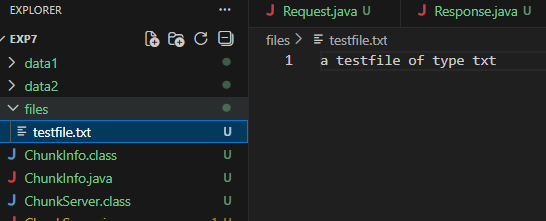 EXPLORER
EXP7
data1
data2
files
testfile.txt U
ChunkInfo.class U
ChunkInfo.java U
ChunkServer.class U
Request.java U
Response.java U
files > testfile.txt
1 a testfile of type txt